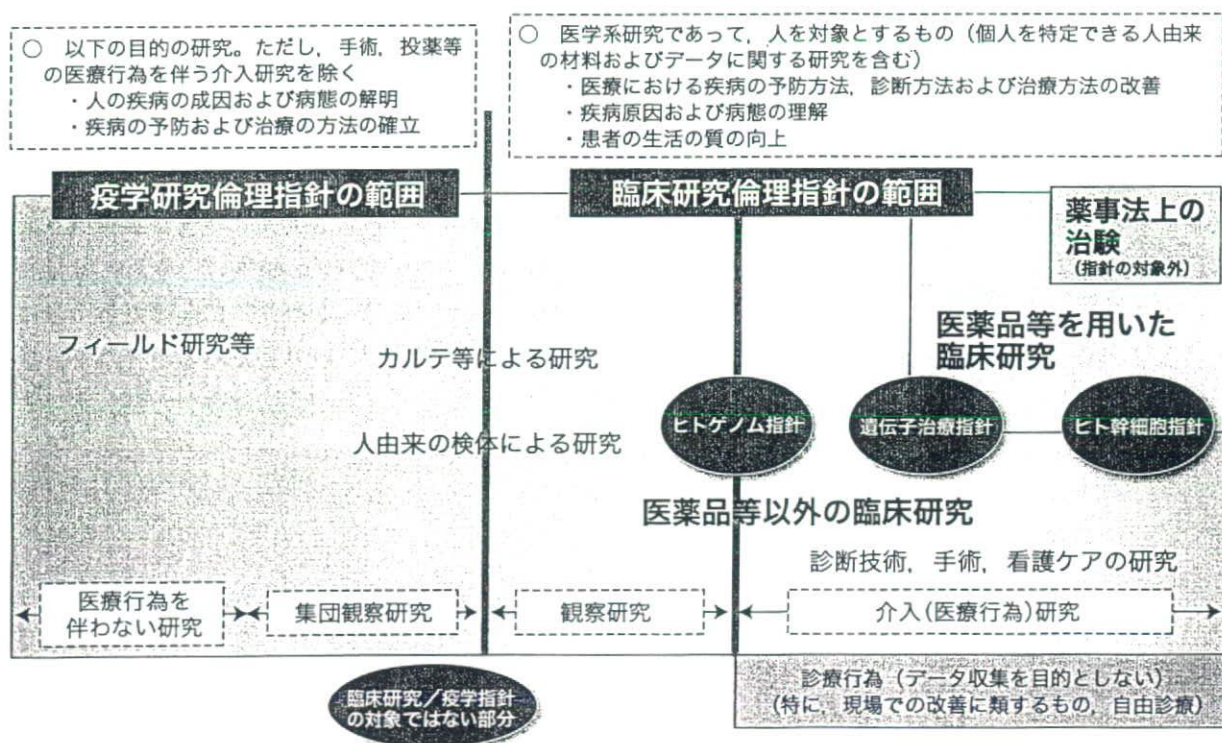 ○　以下の目的の研究。ただし，手術，投薬等
の医療行為を伴う介入研究を除く
・人の疾病の成因および病態の解明
・疾病の予防および治療の方法の確立
○　医学系研究であって，人を対象とするもの（個人を特定できる人由来
の材料およびデータに関する研究を含む）
・医療における疾病の予防方法，診断方法および治療方法の改善
・疾病原因および病態の理解
・患者の生活の質の向上
疫学研究倫理指針の範囲
臨床研究倫理指針の範囲
薬事法上の
治験
（指針の対象外）
フィールド研究等
カルテ等による研究
医薬品等を用いた
臨床研究
ヒトゲノム指針
遺伝子治療指針
ヒト幹細胞指針
人由来の検体による研究
医薬品等以外の臨床研究
診断技術，手術，看護ケアの研究
医療行為を
伴わない研究
集団観察研究
観察研究
介入（医療行為）研究
臨床研究／疫学指針
の対象ではない部分
診療行為（データ収集を目的としない）
（特に，現場での改善に類するもの，自由診療）